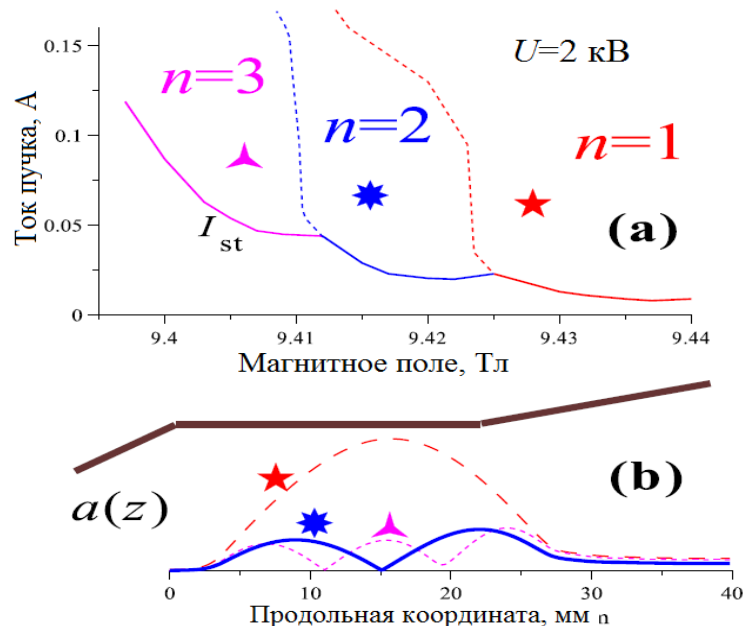 0.15
U=2 кВ
n=3
n=2
n=1
0.1
Ток пучка, А
0.05
I st
(a)
0
9.4 9.41 9.42 9.43 9.44
Магнитное поле, Тл
(b)
a(z)
0 10 20 30 40
Продольная координата, мм n